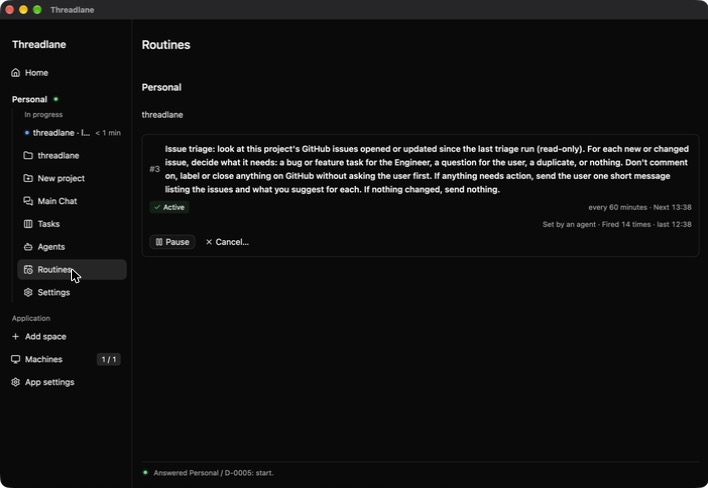 Threadlane
Threadlane
Home
Personal
In progress
threadlane · I... < 1 min
threadlane
New project
Main Chat
Tasks
Agents
Routines
Settings
Application
Add space
Machines 1 / 1
App settings
Routines
Personal
threadlane
#3
Issue triage: look at this project's GitHub issues opened or updated since the last triage run (read-only). For each new or changed
issue, decide what it needs: a bug or feature task for the Engineer, a question for the user, a duplicate, or nothing. Don't comment
on, label or close anything on GitHub without asking the user first. If anything needs action, send the user one short message
listing the issues and what you suggest for each. If nothing changed, send nothing.
Active
every 60 minutes · Next 13:38
Set by an agent · Fired 14 times · last 12:38
Pause
Cancel...
Answered Personal / D-0005: start.